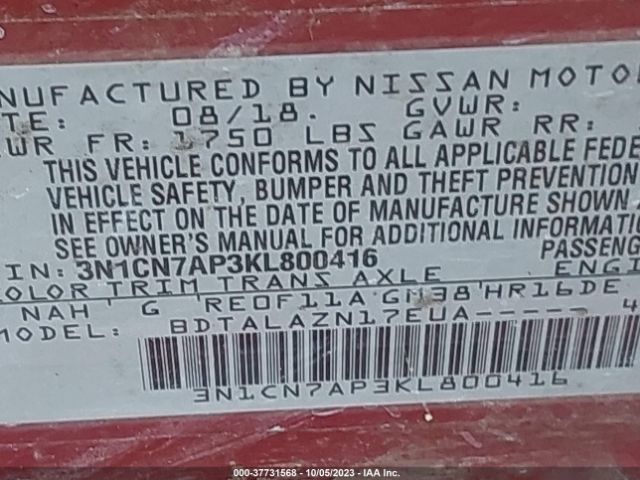 NUFACTURED BY NISSAN MOTO
TE: 08/18. GVWR:
WR FR: 1750 LBS GAWR RR:
THIS VEHICLE CONFORMS TO ALL APPLICABLE FEDE
VEHICLE SAFETY, BUMPER AND THEFT PREVENTION
IN EFFECT ON THE DATE OF MANUFACTURE SHOWN A
SEE OWNER'S MANUAL FOR ADDITIONAL INFORMATI
IN: 3N1CN7AP3KL800416 PASSENG
COLOR TRIM TRANS AXLE ENGI
NAH G RE0F11A GM38 HR16DE
MODEL: BDTALAZN17EUA----- 4
3N1CN7AP3KL800416
000-37731568 | 10/05/2023 | IAA Inc.